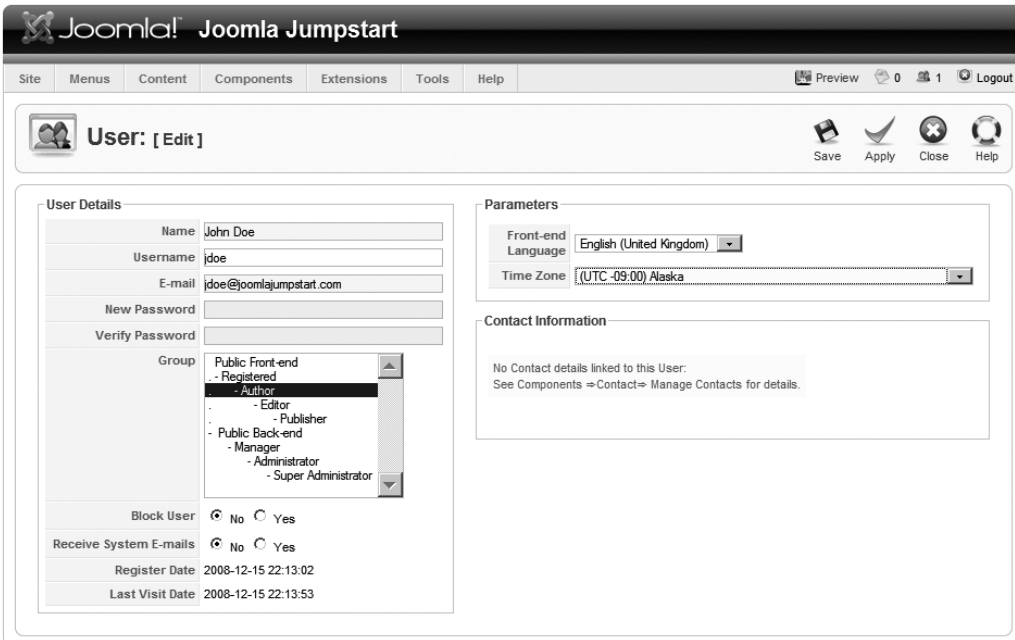 Joomla! Joomla Jumpstart
Site Menus Content Components Extensions Tools Help Preview 0 1 Logout
User: [ Edit ]
Save Apply Close Help
User Details
Name John Doe
Username jdoe
E-mail jdoe@joomlajumpstart.com
New Password
Verify Password
Group
Public Front-end
. - Registered
. - Author
. - Editor
. - Publisher
- Public Back-end
- Manager
- Administrator
- Super Administrator
Block User No Yes
Receive System E-mails No Yes
Register Date 2008-12-15 22:13:02
Last Visit Date 2008-12-15 22:13:53
Parameters
Front-end
Language
English (United Kingdom)
Time Zone (UTC -09:00) Alaska
Contact Information
No Contact details linked to this User:
See Components ⇒Contact⇒ Manage Contacts for details.